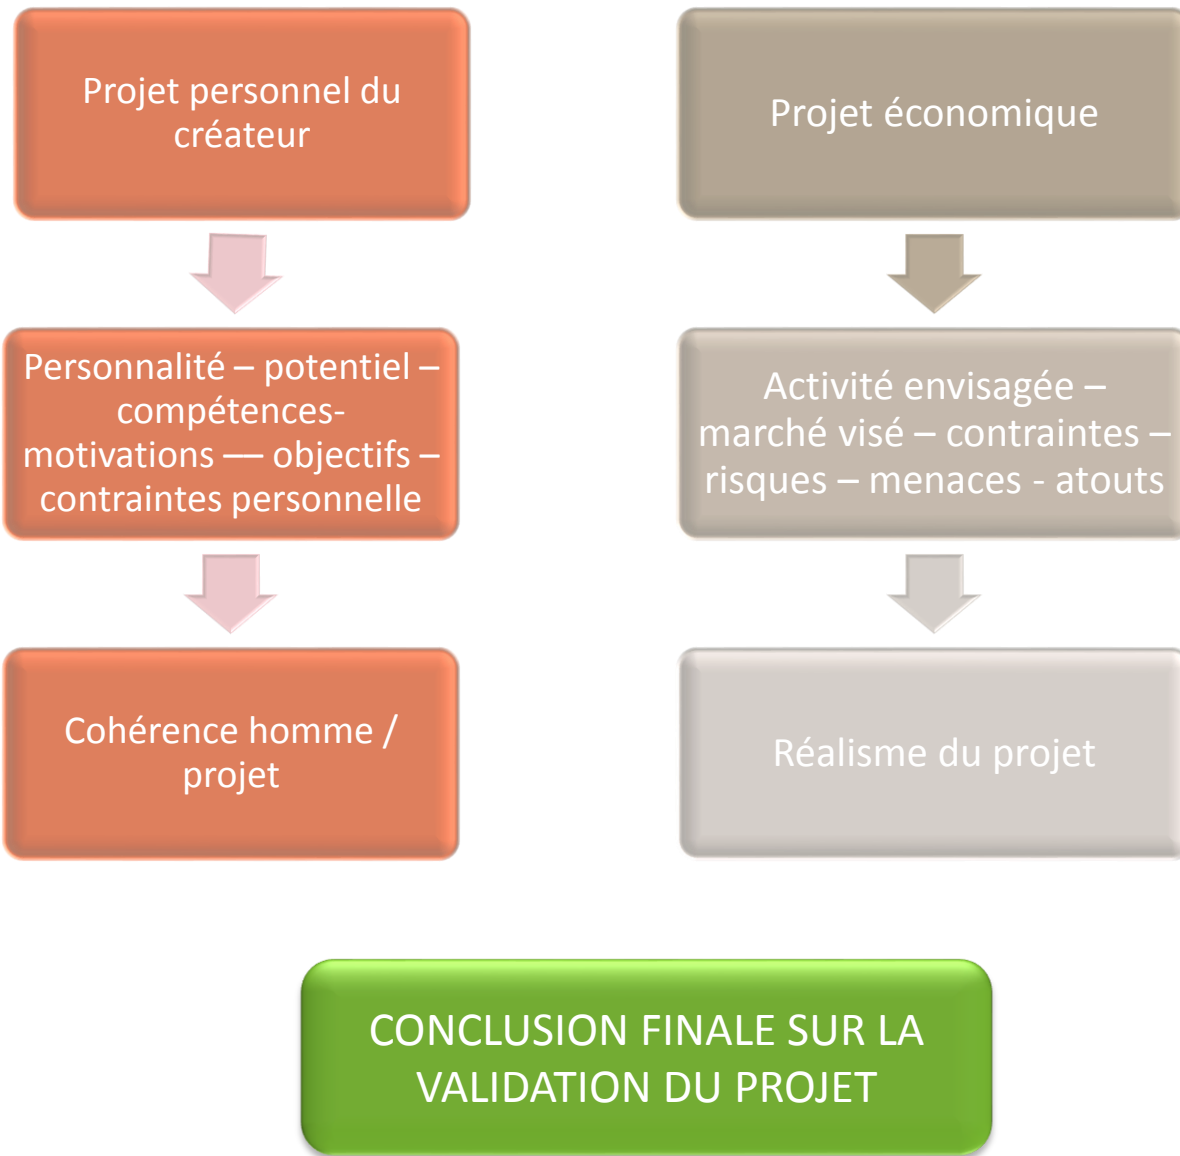 Projet personnel du
créateur
Projet économique
Personnalité – potentiel –
compétences-
motivations –– objectifs –
contraintes personnelle
Activité envisagée –
marché visé – contraintes –
risques – menaces - atouts
Cohérence homme /
projet
Réalisme du projet
CONCLUSION FINALE SUR LA
VALIDATION DU PROJET